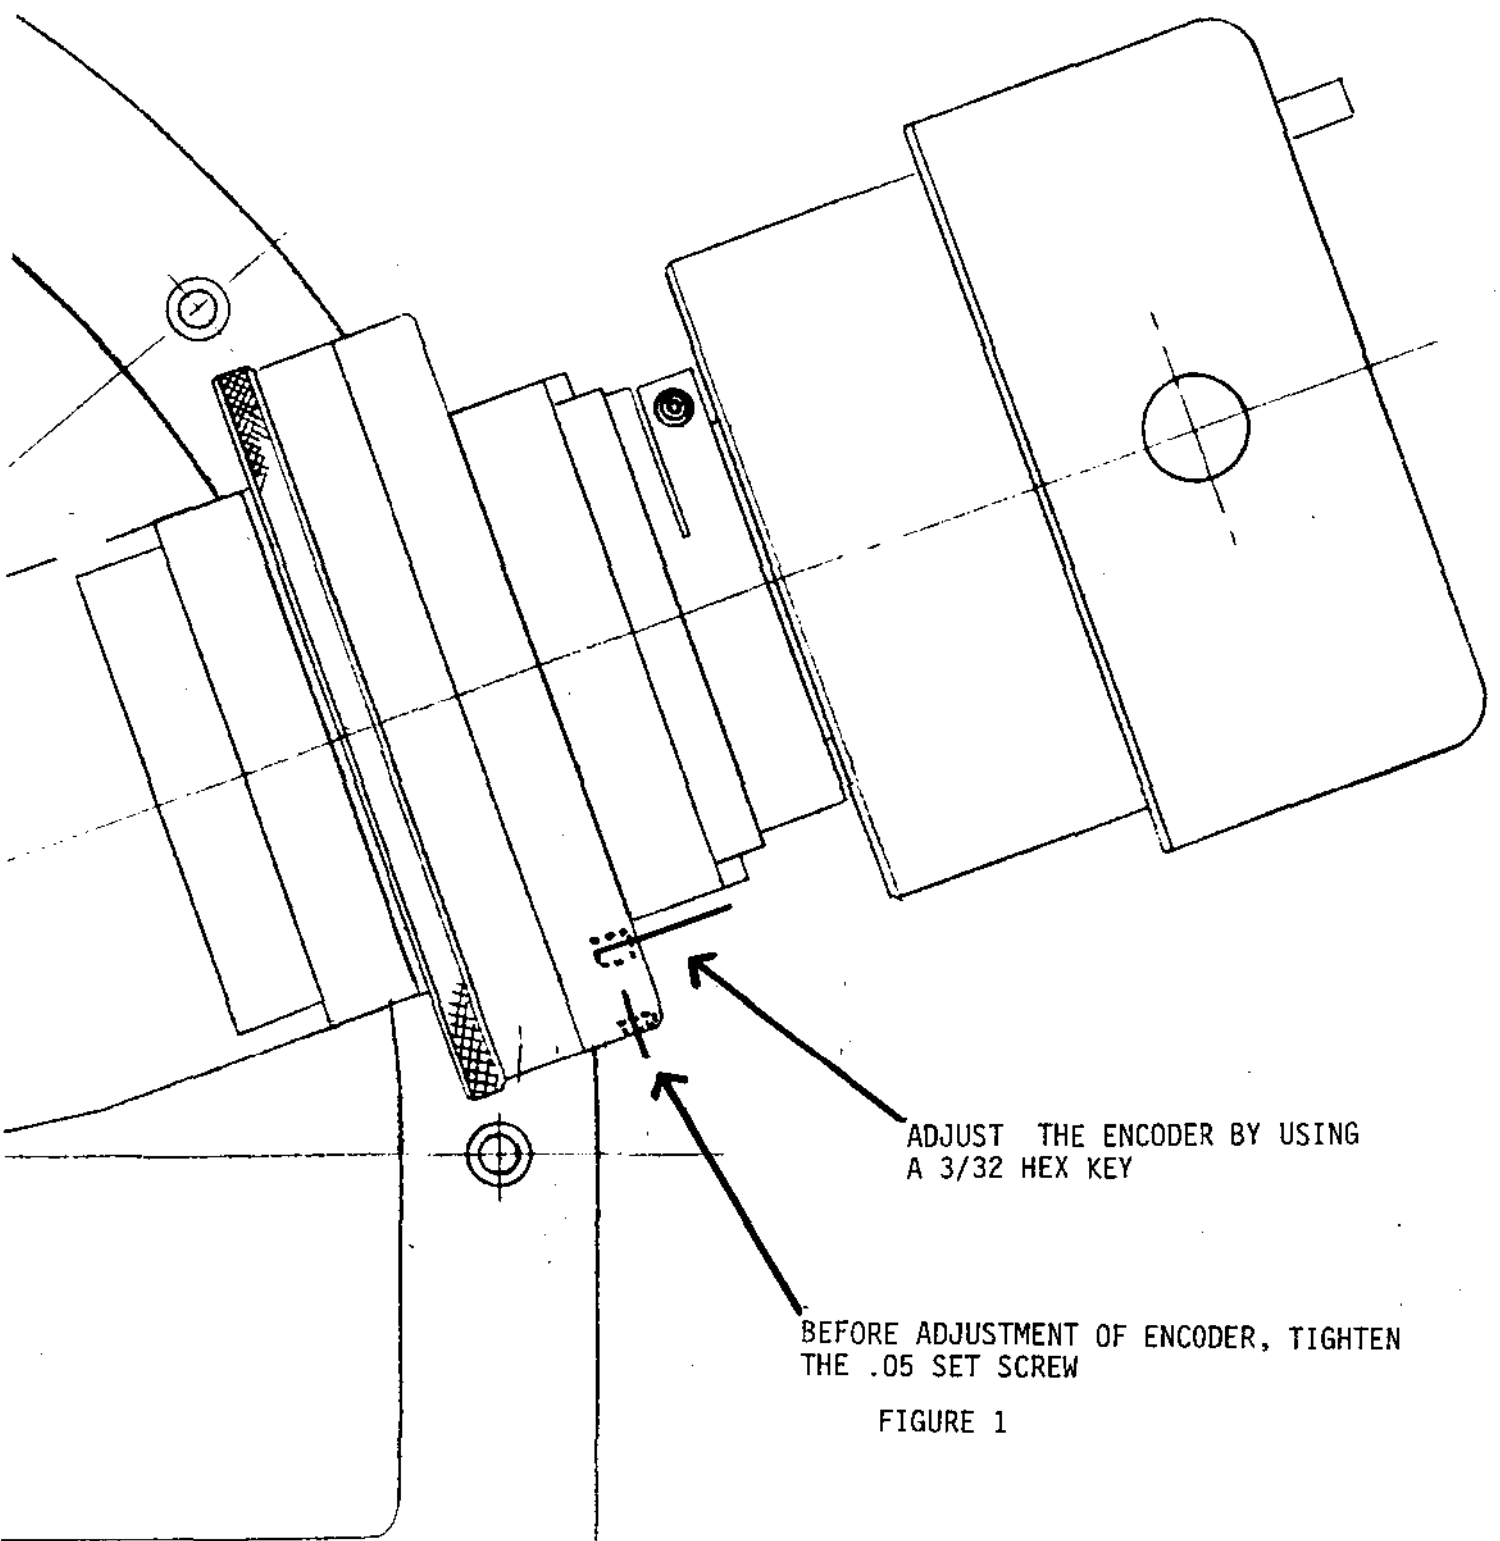 ADJUST THE ENCODER BY USING
A 3/32 HEX KEY
BEFORE ADJUSTMENT OF ENCODER, TIGHTEN
THE .05 SET SCREW
FIGURE 1